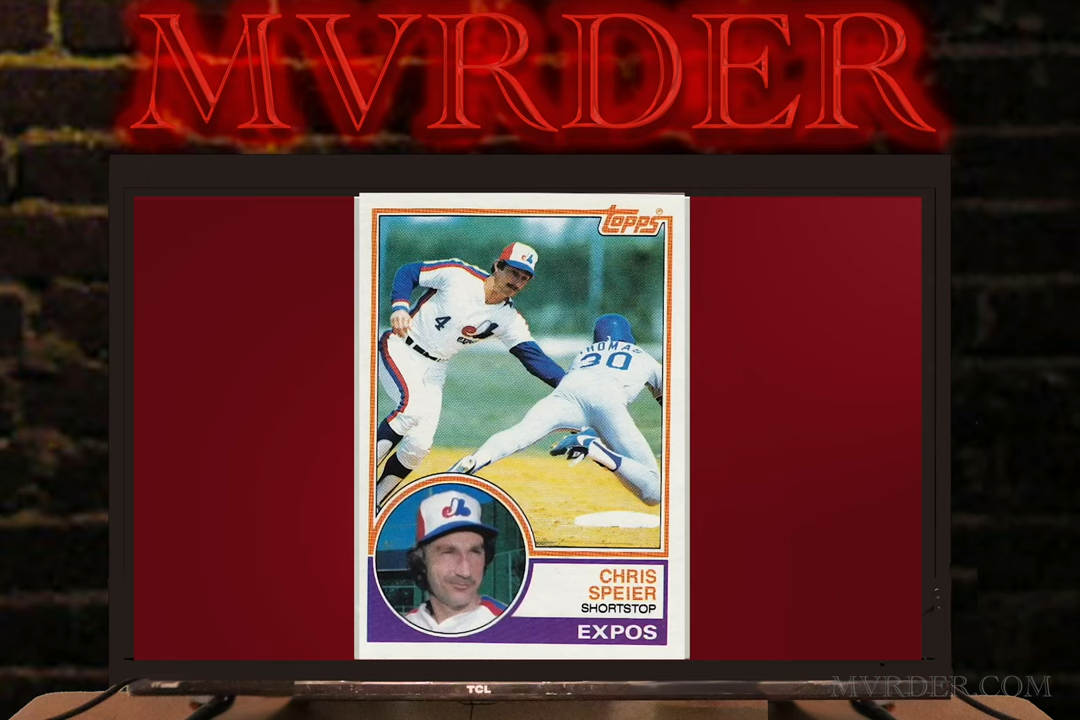 MVRDER
topps
4
THOMAS
30
CHRIS
SPEIER
SHORTSTOP
EXPOS
TCL
MVRDER.COM